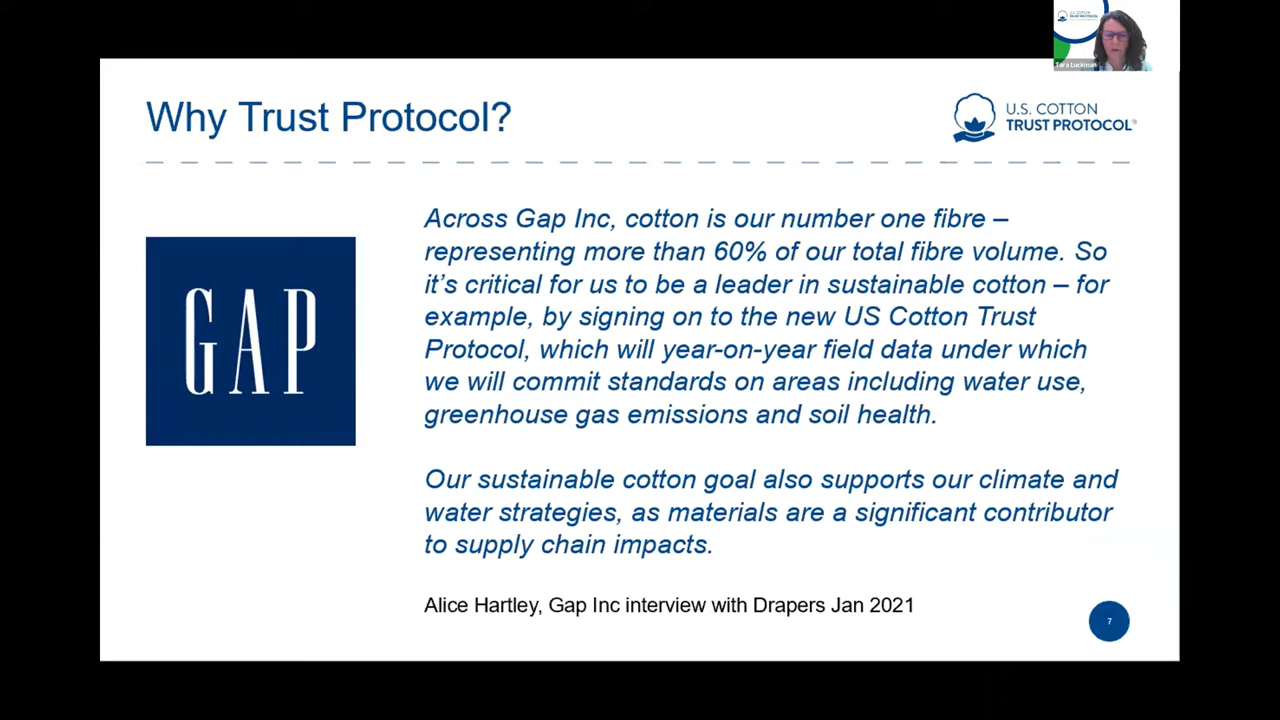 U.S. COTTON
TRUST PROTOCOL
Tara Luckman
Why Trust Protocol?
U.S. COTTON
TRUST PROTOCOL®
GAP
Across Gap Inc, cotton is our number one fibre –
representing more than 60% of our total fibre volume. So
it’s critical for us to be a leader in sustainable cotton – for
example, by signing on to the new US Cotton Trust
Protocol, which will year-on-year field data under which
we will commit standards on areas including water use,
greenhouse gas emissions and soil health.
Our sustainable cotton goal also supports our climate and
water strategies, as materials are a significant contributor
to supply chain impacts.
Alice Hartley, Gap Inc interview with Drapers Jan 2021
7